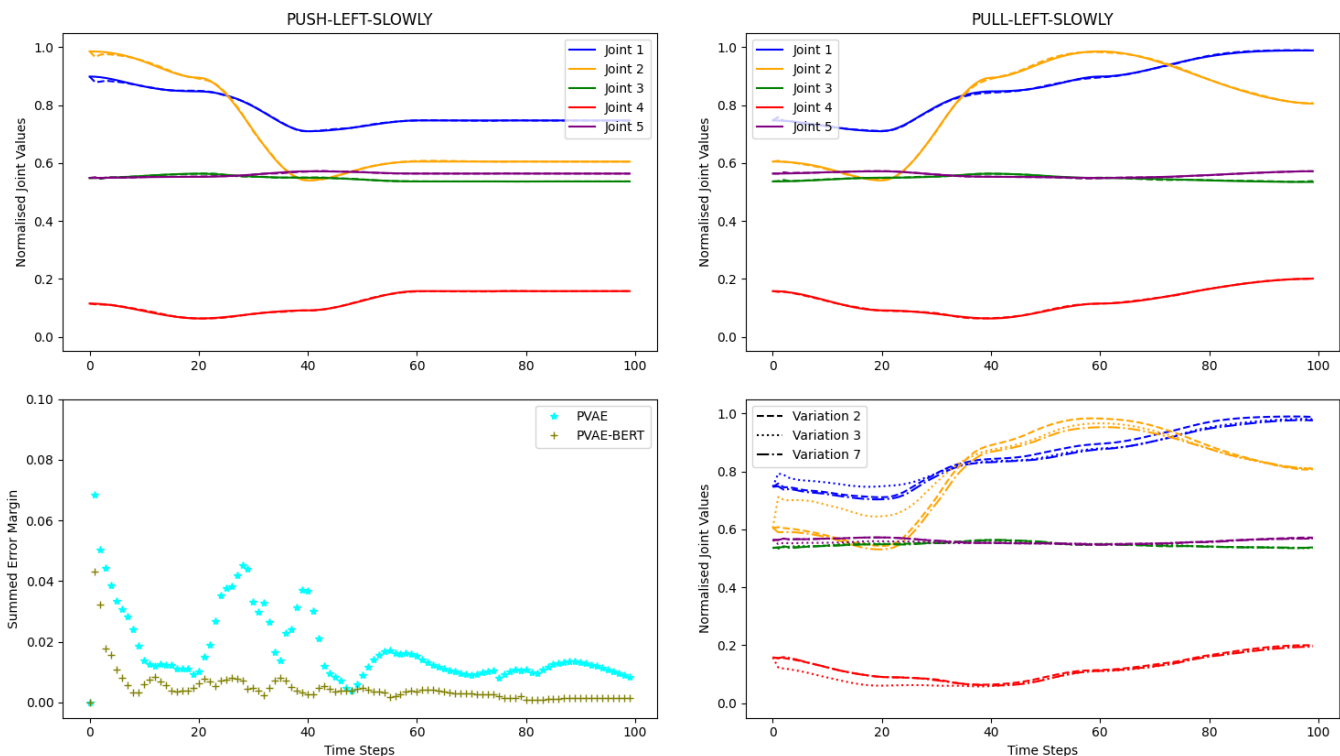 PUSH-LEFT-SLOWLY
Normalised Joint Values
1.0
0.8
0.6
0.4
0.2
0.0
0 20 40 60 80 100
Joint 1
Joint 2
Joint 3
Joint 4
Joint 5
PULL-LEFT-SLOWLY
Normalised Joint Values
1.0
0.8
0.6
0.4
0.2
0.0
0 20 40 60 80 100
Joint 1
Joint 2
Joint 3
Joint 4
Joint 5
Summed Error Margin
0.10
0.08
0.06
0.04
0.02
0.00
0 20 40 60 80 100
Time Steps
PVAE
PVAE-BERT
Normalised Joint Values
1.0
0.8
0.6
0.4
0.2
0.0
0 20 40 60 80 100
Time Steps
Variation 2
Variation 3
Variation 7